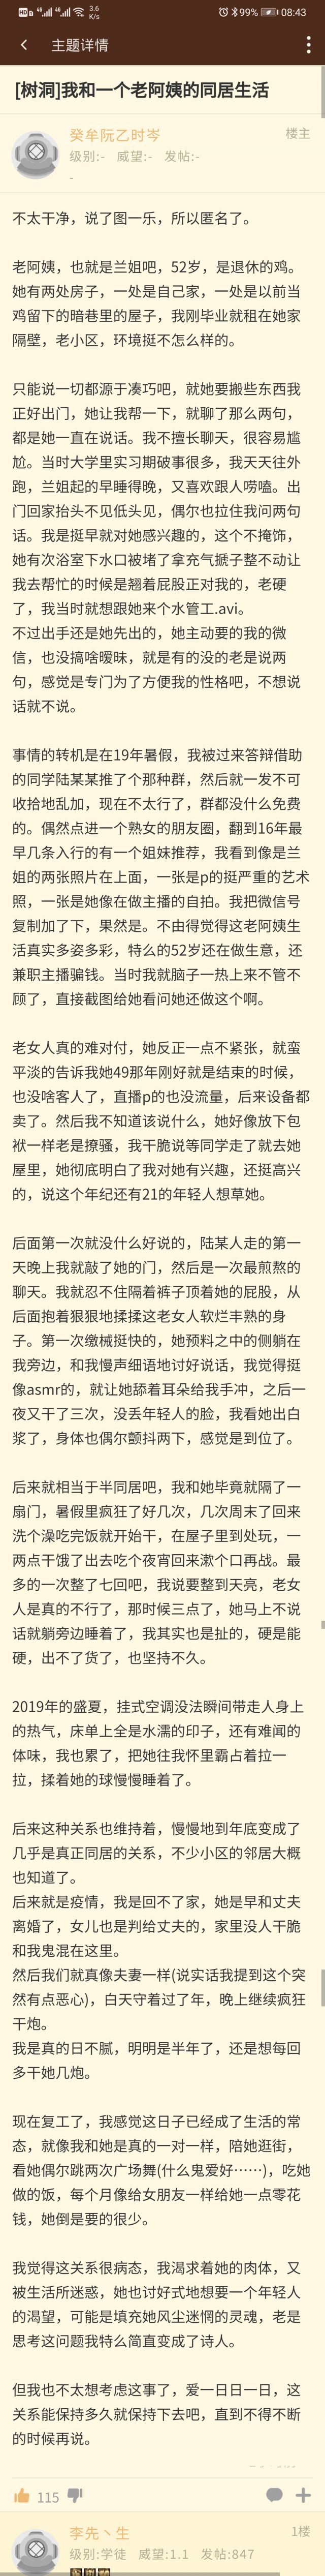 3.6
K/s
99%
08:43
主题详情
[树洞]我和一个老阿姨的同居生活
癸牟阮乙时岑
楼主
级别:- 威望:- 发帖:-
-
不太干净，说了图一乐，所以匿名了。
老阿姨，也就是兰姐吧，52岁，是退休的鸡。
她有两处房子，一处是自己家，一处是以前当
鸡留下的暗巷里的屋子，我刚毕业就租在她家
隔壁，老小区，环境挺不怎么样的。
只能说一切都源于凑巧吧，就她要搬些东西我
正好出门，她让我帮一下，就聊了那么两句，
都是她一直在说话。我不擅长聊天，很容易尴
尬。当时大学里实习期破事很多，我天天往外
跑，兰姐起的早睡得晚，又喜欢跟人唠嗑。出
门回家抬头不见低头见，偶尔也拉住我问两句
话。我是挺早就对她感兴趣的，这个不掩饰，
她有次浴室下水口被堵了拿充气搋子整不动让
我去帮忙的时候是翘着屁股正对我的，老硬
了，我当时就想跟她来个水管工.avi。
不过出手还是她先出的，她主动要的我的微
信，也没搞啥暧昧，就是有的没的老是说两
句，感觉是专门为了方便我的性格吧，不想说
话就不说。
事情的转机是在19年暑假，我被过来答辩借助
的同学陆某某推了个那种群，然后就一发不可
收拾地乱加，现在不太行了，群都没什么免费
的。偶然点进一个熟女的朋友圈，翻到16年最
早几条入行的有一个姐妹推荐，我看到像是兰
姐的两张照片在上面，一张是p的挺严重的艺术
照，一张是她像在做主播的自拍。我把微信号
复制加了下，果然是。不由得觉得这老阿姨生
活真实多姿多彩，特么的52岁还在做生意，还
兼职主播骗钱。当时我就脑子一热上来不管不
顾了，直接截图给她看问她还做这个啊。
老女人真的难对付，她反正一点不紧张，就蛮
平淡的告诉我她49那年刚好就是结束的时候，
也没啥客人了，直播p的也没流量，后来设备都
卖了。然后我不知道该说什么，她好像放下包
袱一样老是撩骚，我干脆说等同学走了就去她
屋里，她彻底明白了我对她有兴趣，还挺高兴
的，说这个年纪还有21的年轻人想草她。
后面第一次就没什么好说的，陆某人走的第一
天晚上我就敲了她的门，然后是一次最煎熬的
聊天。我就忍不住隔着裤子顶着她的屁股，从
后面抱着狠狠地揉揉这老女人软烂丰熟的身
子。第一次缴械挺快的，她预料之中的侧躺在
我旁边，和我慢声细语地讨好说话，我觉得挺
像asmr的，就让她舔着耳朵给我手冲，之后一
夜又干了三次，没丢年轻人的脸，我看她出白
浆了，身体也偶尔颤抖两下，感觉是到位了。
后来就相当于半同居吧，我和她毕竟就隔了一
扇门，暑假里疯狂了好几次，几次周末了回来
洗个澡吃完饭就开始干，在屋子里到处玩，一
两点干饿了出去吃个夜宵回来漱个口再战。最
多的一次整了七回吧，我说要整到天亮，老女
人是真的不行了，那时候三点了，她马上不说
话就躺旁边睡着了，我其实也是扯的，硬是能
硬，出不了货了，也坚持不久。
2019年的盛夏，挂式空调没法瞬间带走人身上
的热气，床单上全是水濡的印子，还有难闻的
体味，我也累了，把她往我怀里霸占着拉一
拉，揉着她的球慢慢睡着了。
后来这种关系也维持着，慢慢地到年底变成了
几乎是真正同居的关系，不少小区的邻居大概
也知道了。
后来就是疫情，我是回不了家，她是早和丈夫
离婚了，女儿也是判给丈夫的，家里没人干脆
和我鬼混在这里。
然后我们就真像夫妻一样(说实话我提到这个突
然有点恶心)，白天守着过了年，晚上继续疯狂
干炮。
我是真的日不腻，明明是半年了，还是想每回
多干她几炮。
现在复工了，我感觉这日子已经成了生活的常
态，就像我和她是真的一对一样，陪她逛街，
看她偶尔跳两次广场舞(什么鬼爱好……)，吃她
做的饭，每个月像给女朋友一样给她一点零花
钱，她倒是要的很少。
我觉得这关系很病态，我渴求着她的肉体，又
被生活所迷惑，她也讨好式地想要一个年轻人
的渴望，可能是填充她风尘迷惘的灵魂，老是
思考这问题我特么简直变成了诗人。
但我也不太想考虑这事了，爱一日日一日，这
关系能保持多久就保持下去吧，直到不得不断
的时候再说。
115
李先丶生
1楼
级别:学徒 威望:1.1 发帖:847